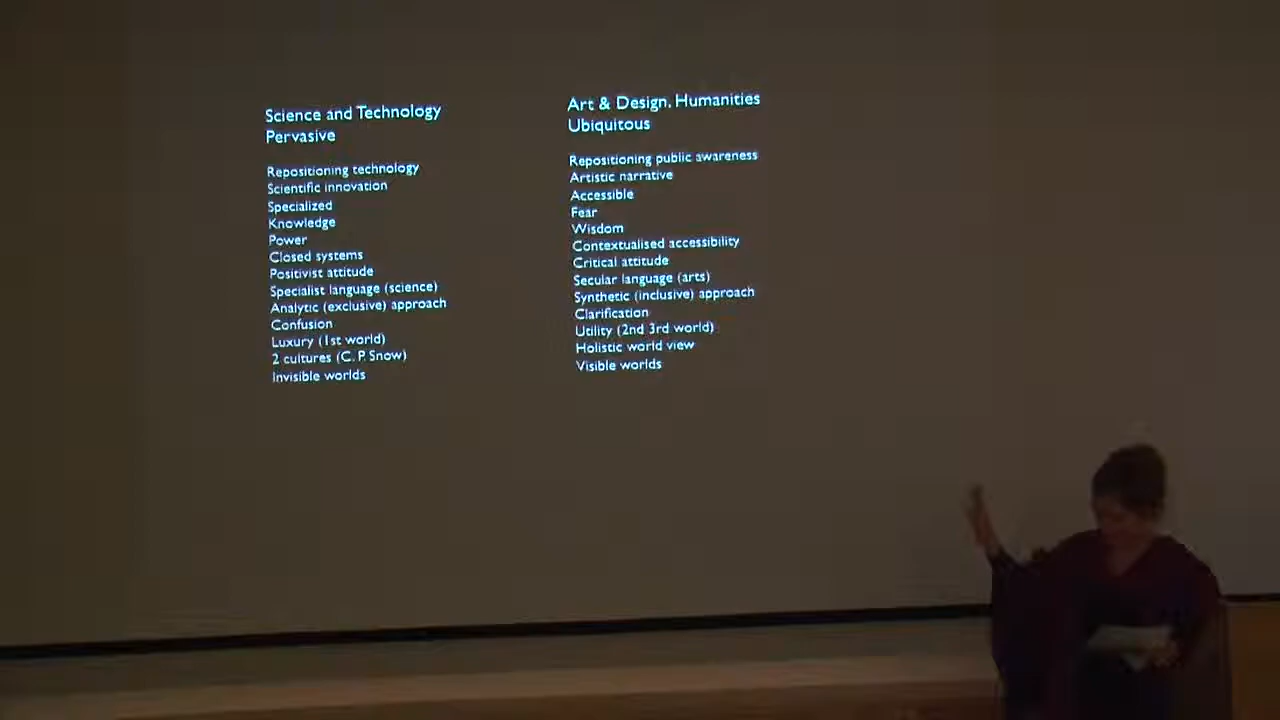 Science and Technology
Pervasive
Repositioning technology
Scientific innovation
Specialized
Knowledge
Power
Closed systems
Positivist attitude
Specialist language (science)
Analytic (exclusive) approach
Confusion
Luxury (1st world)
2 cultures (C. P. Snow)
Invisible worlds
Art & Design. Humanities
Ubiquitous
Repositioning public awareness
Artistic narrative
Accessible
Fear
Wisdom
Contextualised accessibility
Critical attitude
Secular language (arts)
Synthetic (inclusive) approach
Clarification
Utility (2nd 3rd world)
Holistic world view
Visible worlds